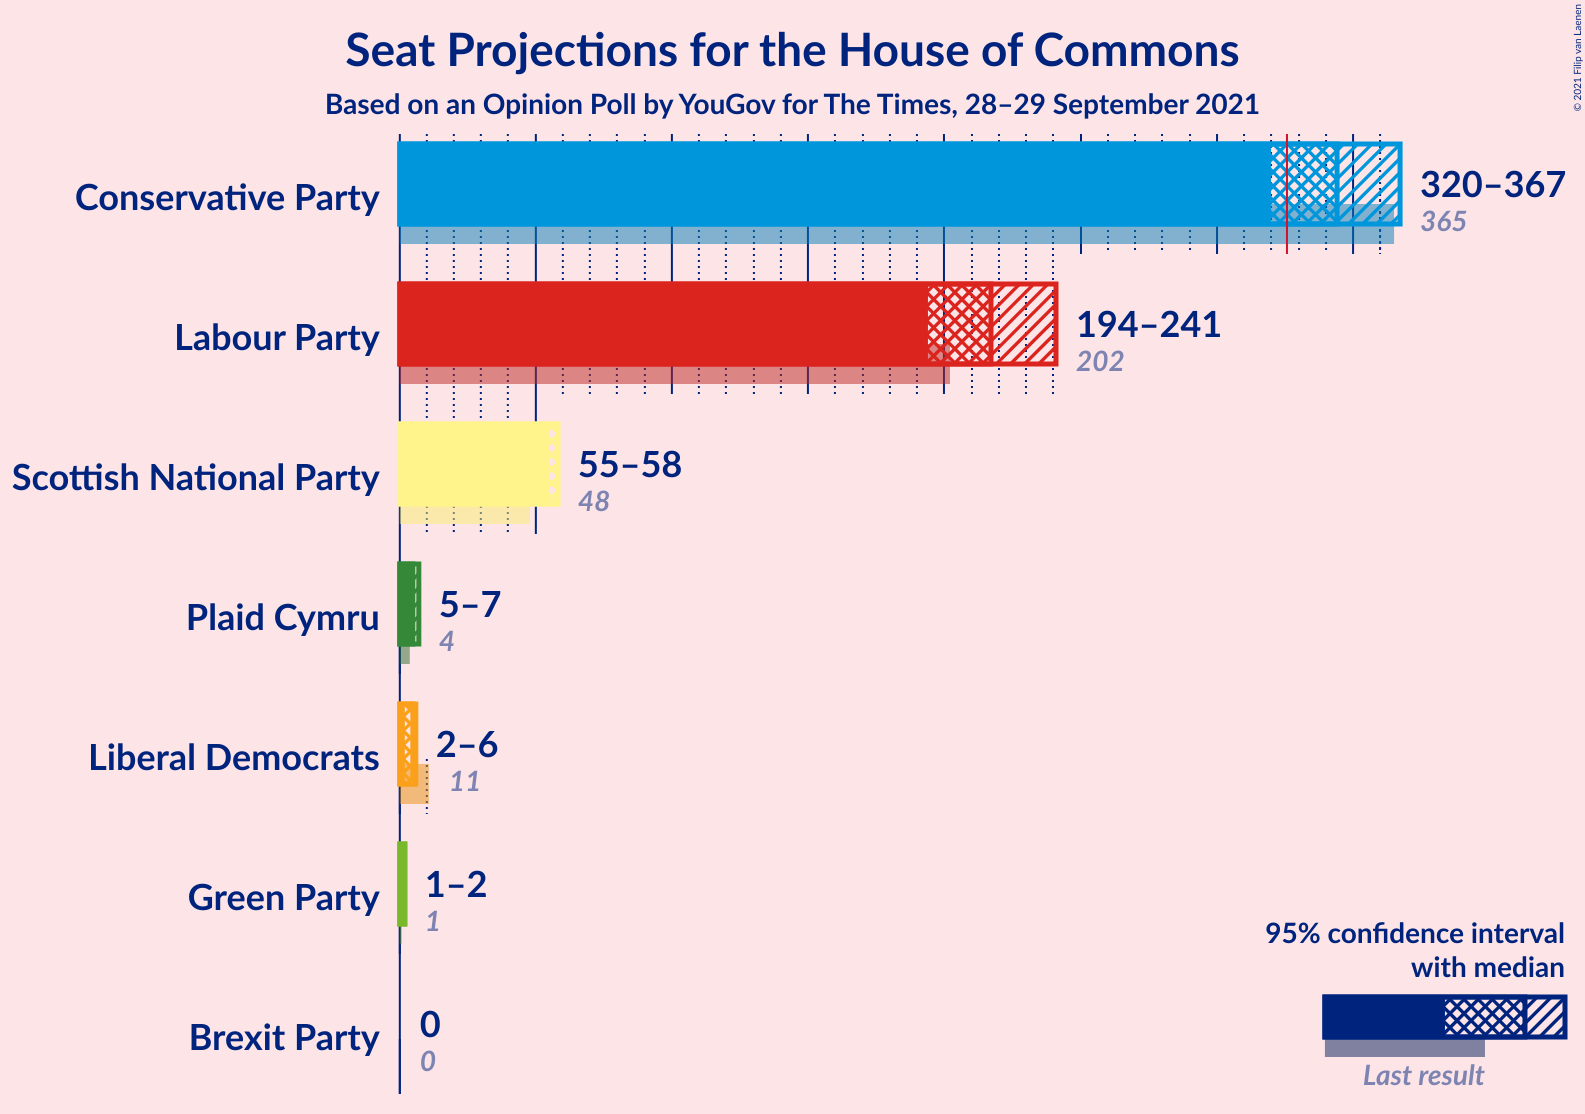 Seat Projections for the House of Commons
Based on an Opinion Poll by YouGov for The Times, 28–29 September 2021
© 2021 Filip van Laenen
Conservative Party
320–367
365
Labour Party
194–241
202
Scottish National Party
55–58
48
Plaid Cymru
5–7
4
Liberal Democrats
2–6
11
Green Party
1–2
1
Brexit Party
0
0
95% confidence interval
with median
Last result